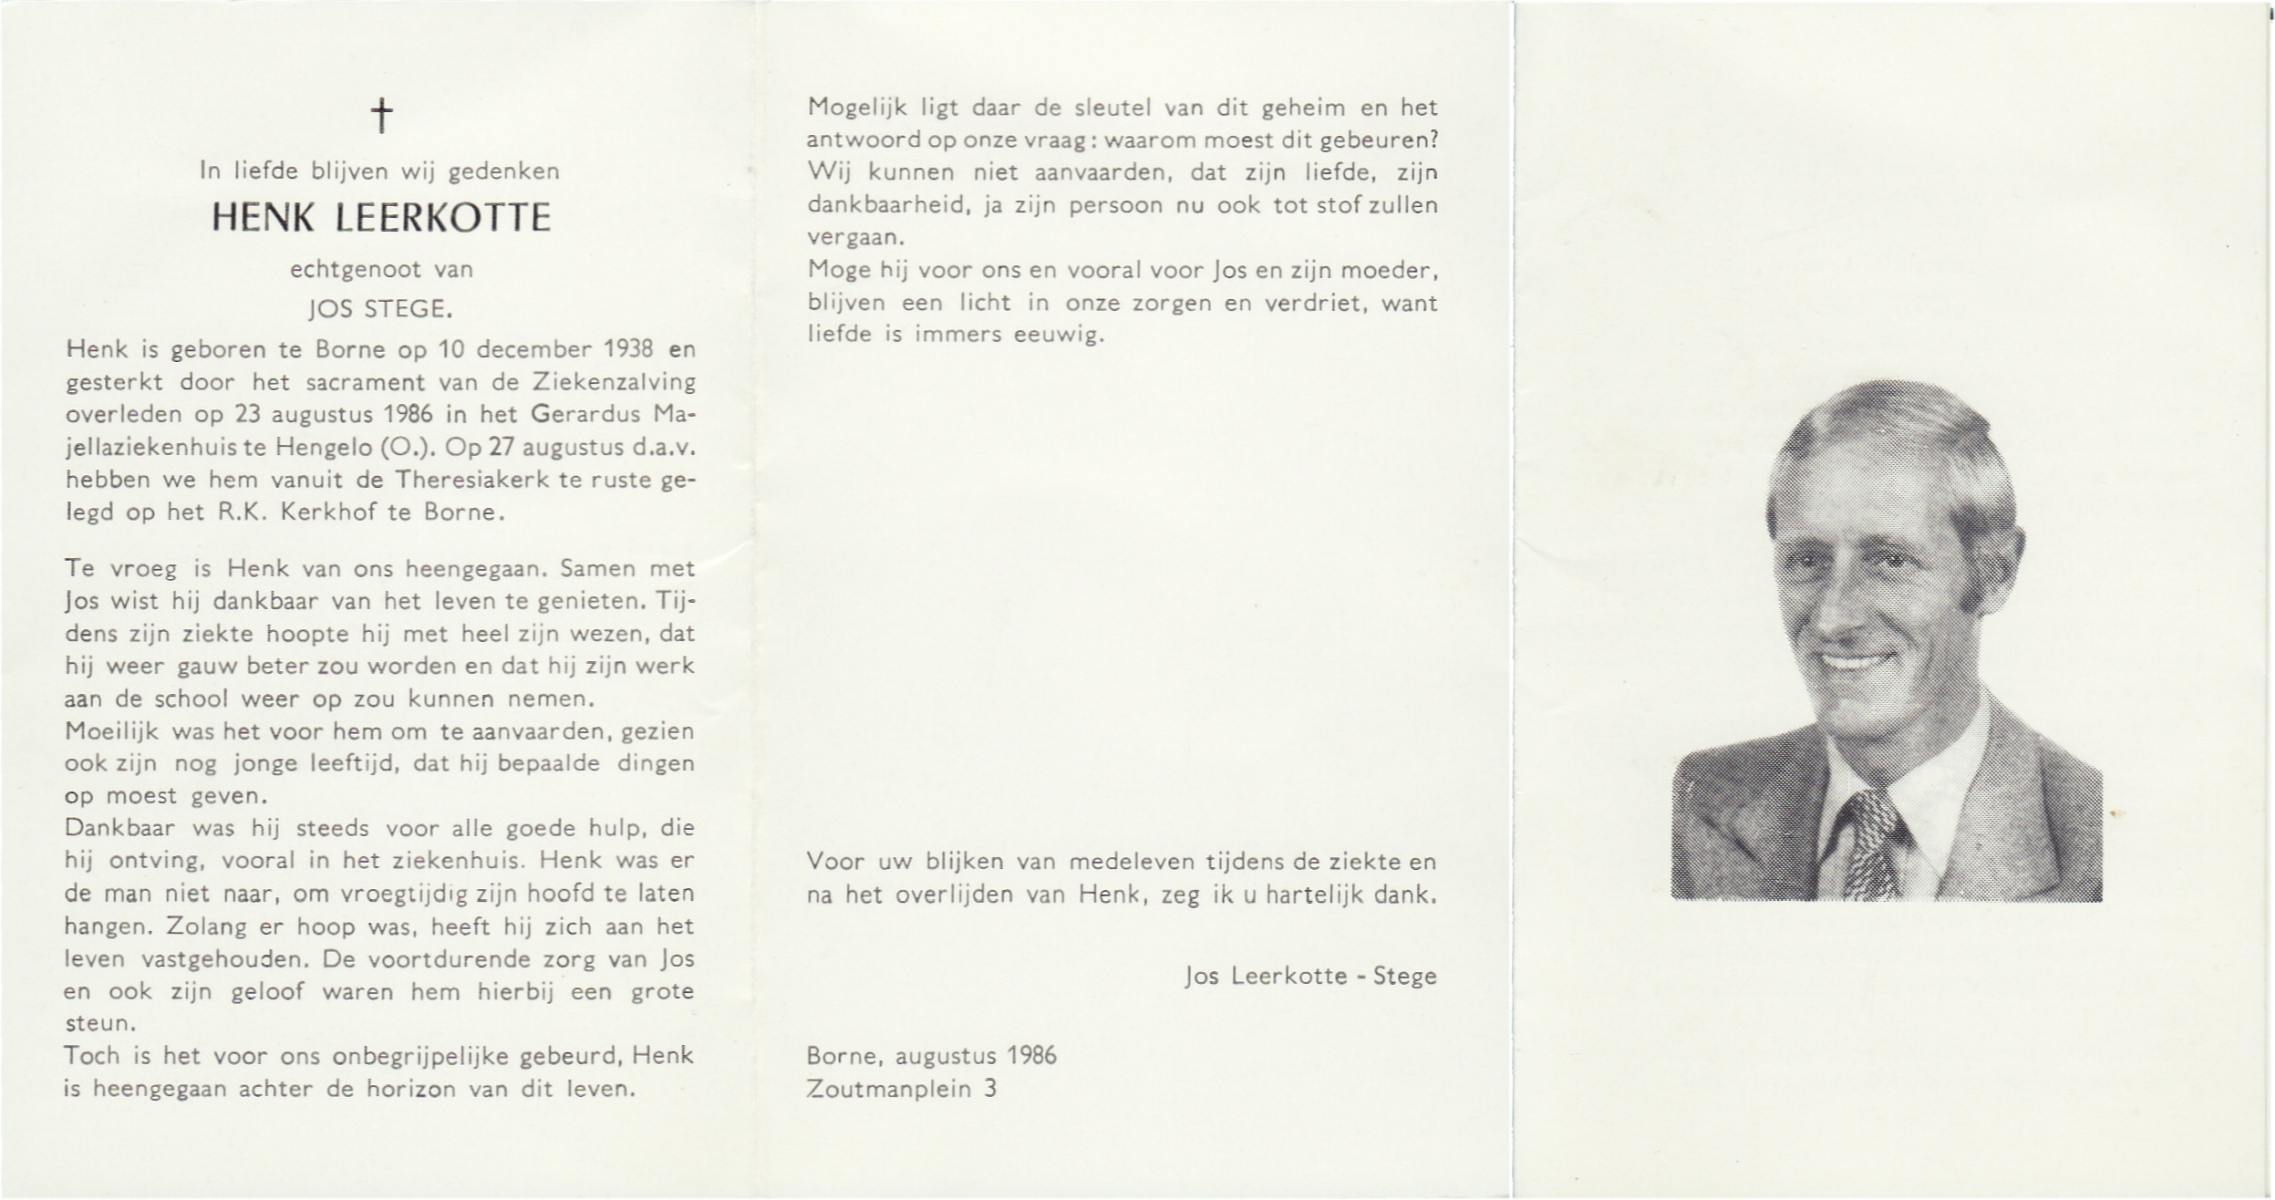 In liefde blijven wij gedenken
HENK LEERKOTTE
echtgenoot van
JOS STEGE.
Henk is geboren te Borne op 10 december 1938 en
gesterkt door het sacrament van de Ziekenzalving
overleden op 23 augustus 1986 in het Gerardus Ma-
jellaziekenhuis te Hengelo (O.). Op 27 augustus d.a.v.
hebben we hem vanuit de Theresiakerk te ruste ge-
legd op het R.K. Kerkhof te Borne.
Te vroeg is Henk van ons heengegaan. Samen met
Jos wist hij dankbaar van het leven te genieten. Tij-
dens zijn ziekte hoopte hij met heel zijn wezen, dat
hij weer gauw beter zou worden en dat hij zijn werk
aan de school weer op zou kunnen nemen.
Moeilijk was het voor hem om te aanvaarden, gezien
ook zijn nog jonge leeftijd, dat hij bepaalde dingen
op moest geven.
Dankbaar was hij steeds voor alle goede hulp, die
hij ontving, vooral in het ziekenhuis. Henk was er
de man niet naar, om vroegtijdig zijn hoofd te laten
hangen. Zolang er hoop was, heeft hij zich aan het
leven vastgehouden. De voortdurende zorg van Jos
en ook zijn geloof waren hem hierbij een grote
steun.
Toch is het voor ons onbegrijpelijke gebeurd, Henk
is heengegaan achter de horizon van dit leven.
Mogelijk ligt daar de sleutel van dit geheim en het
antwoord op onze vraag: waarom moest dit gebeuren?
Wij kunnen niet aanvaarden, dat zijn liefde, zijn
dankbaarheid, ja zijn persoon nu ook tot stof zullen
vergaan.
Moge hij voor ons en vooral voor Jos en zijn moeder,
blijven een licht in onze zorgen en verdriet, want
liefde is immers eeuwig.
Voor uw blijken van medeleven tijdens de ziekte en
na het overlijden van Henk, zeg ik u hartelijk dank.
Jos Leerkotte - Stege
Borne, augustus 1986
Zoutmanplein 3